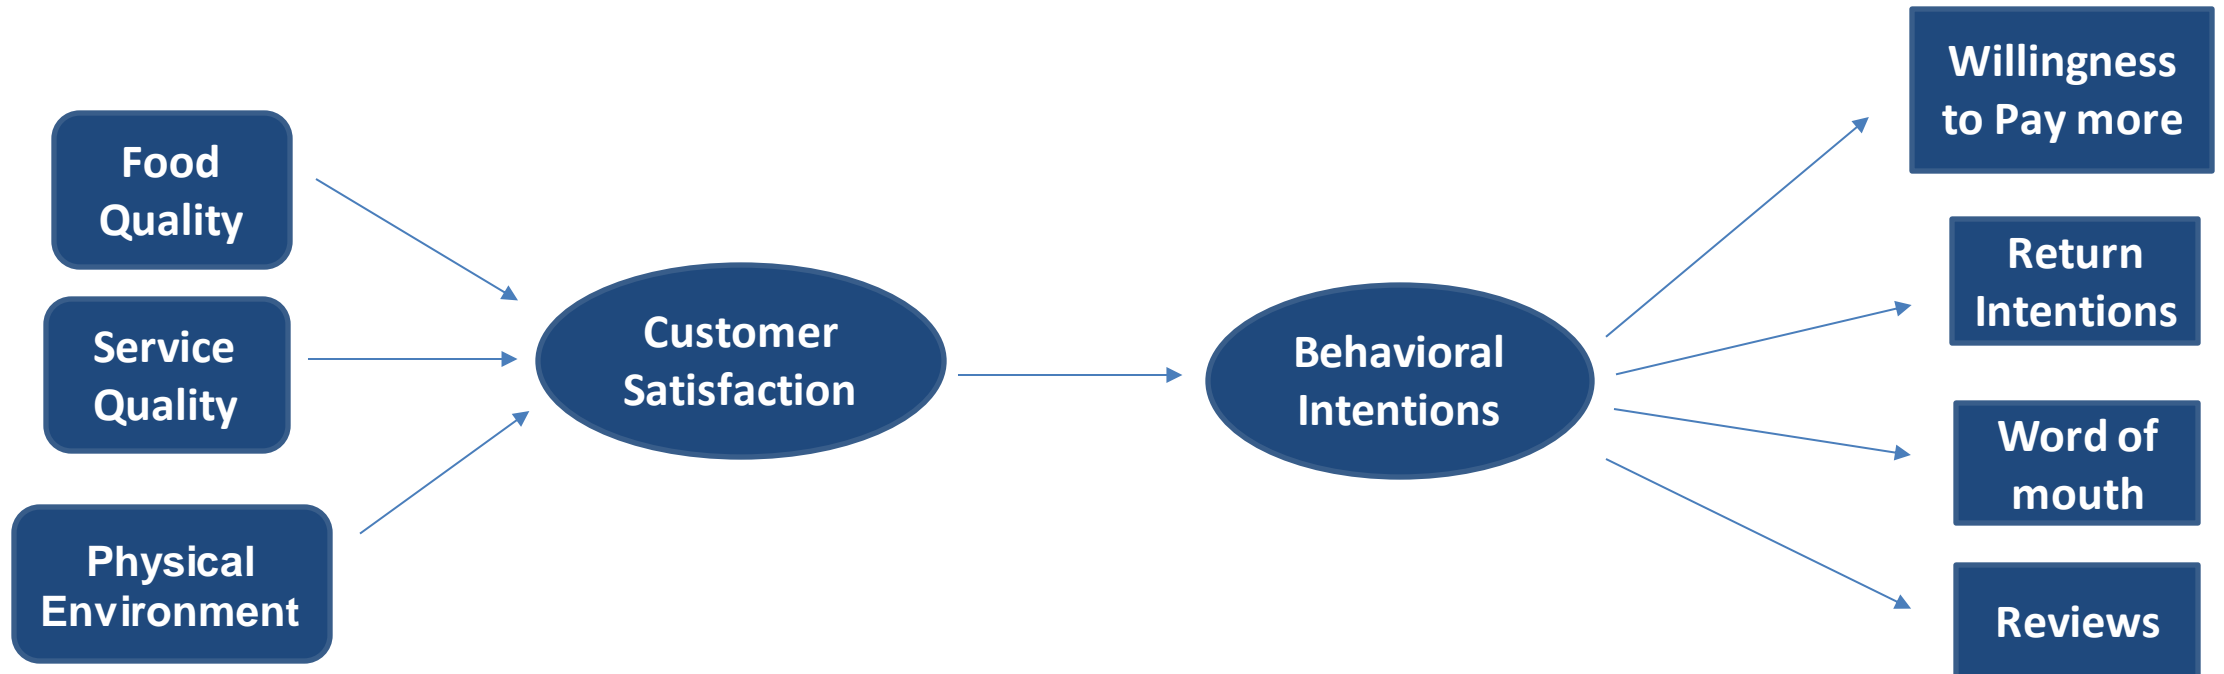 Food
Quality
Service
Quality
Physical
Environment
Customer
Satisfaction
Behavioral
Intentions
Willingness
to Pay more
Return
Intentions
Word of
mouth
Reviews